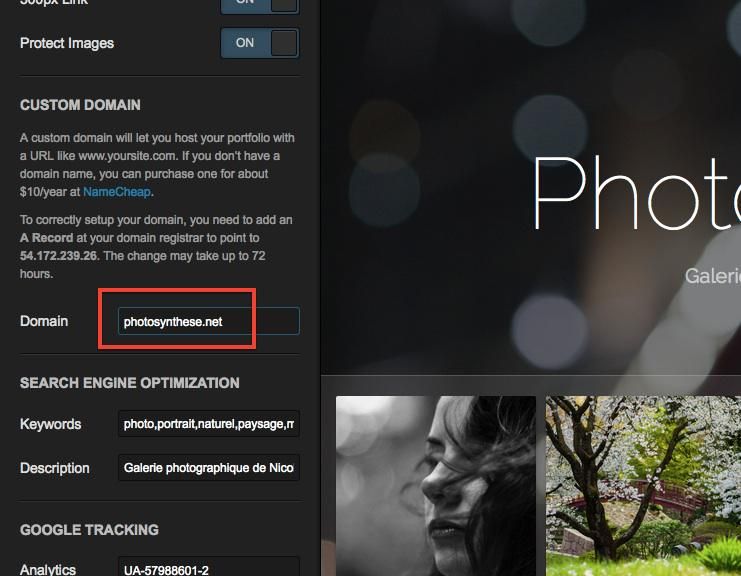 500px Link
ON
Protect Images
ON
CUSTOM DOMAIN
A custom domain will let you host your portfolio with
a URL like www.yoursite.com. If you don't have a
domain name, you can purchase one for about
$10/year at NameCheap.
To correctly setup your domain, you need to add an
A Record at your domain registrar to point to
54.172.239.26. The change may take up to 72
hours.
Domain
photosynthese.net
SEARCH ENGINE OPTIMIZATION
Keywords
photo,portrait,naturel,paysage,m
Description
Galerie photographique de Nico
GOOGLE TRACKING
Analytics
UA-57988601-2
Photo
Galerie